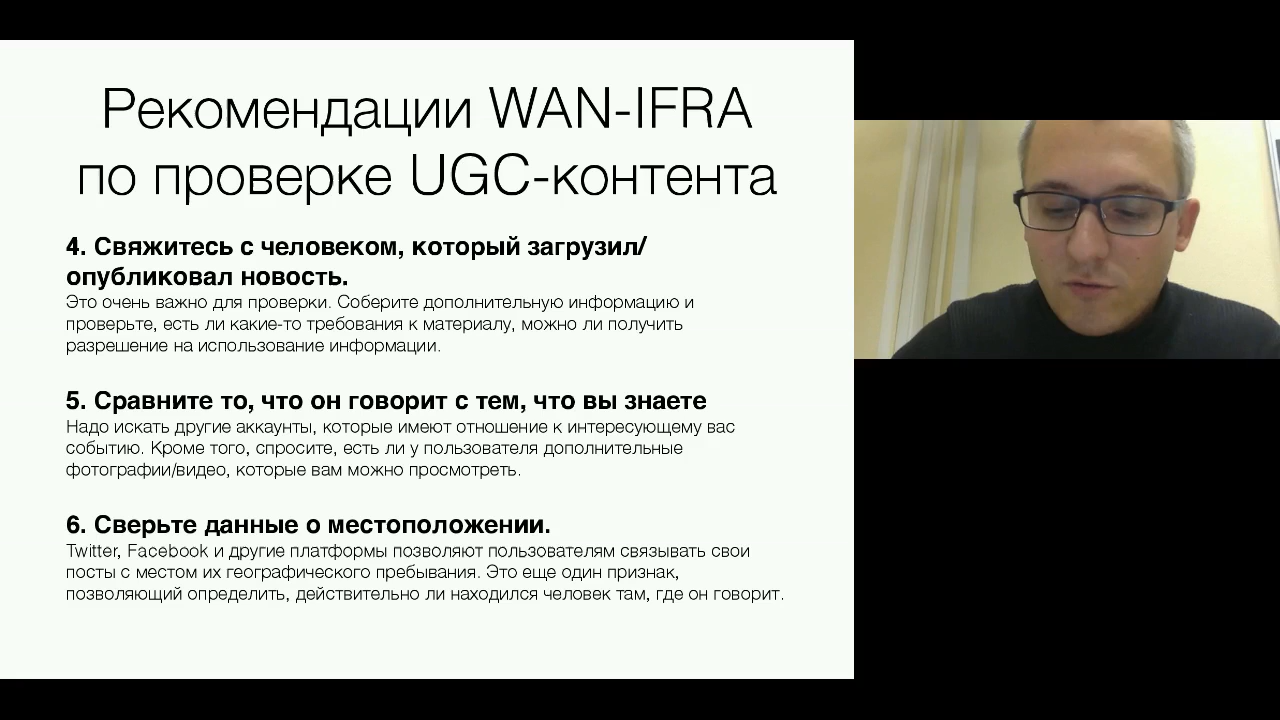 Рекомендации WAN-IFRA
по проверке UGC-контента
4. Свяжитесь с человеком, который загрузил/
опубликовал новость.
Это очень важно для проверки. Соберите дополнительную информацию и
проверьте, есть ли какие-то требования к материалу, можно ли получить
разрешение на использование информации.
5. Сравните то, что он говорит с тем, что вы знаете
Надо искать другие аккаунты, которые имеют отношение к интересующему вас
событию. Кроме того, спросите, есть ли у пользователя дополнительные
фотографии/видео, которые вам можно просмотреть.
6. Сверьте данные о местоположении.
Twitter, Facebook и другие платформы позволяют пользователям связывать свои
посты с местом их географического пребывания. Это еще один признак,
позволяющий определить, действительно ли находился человек там, где он говорит.